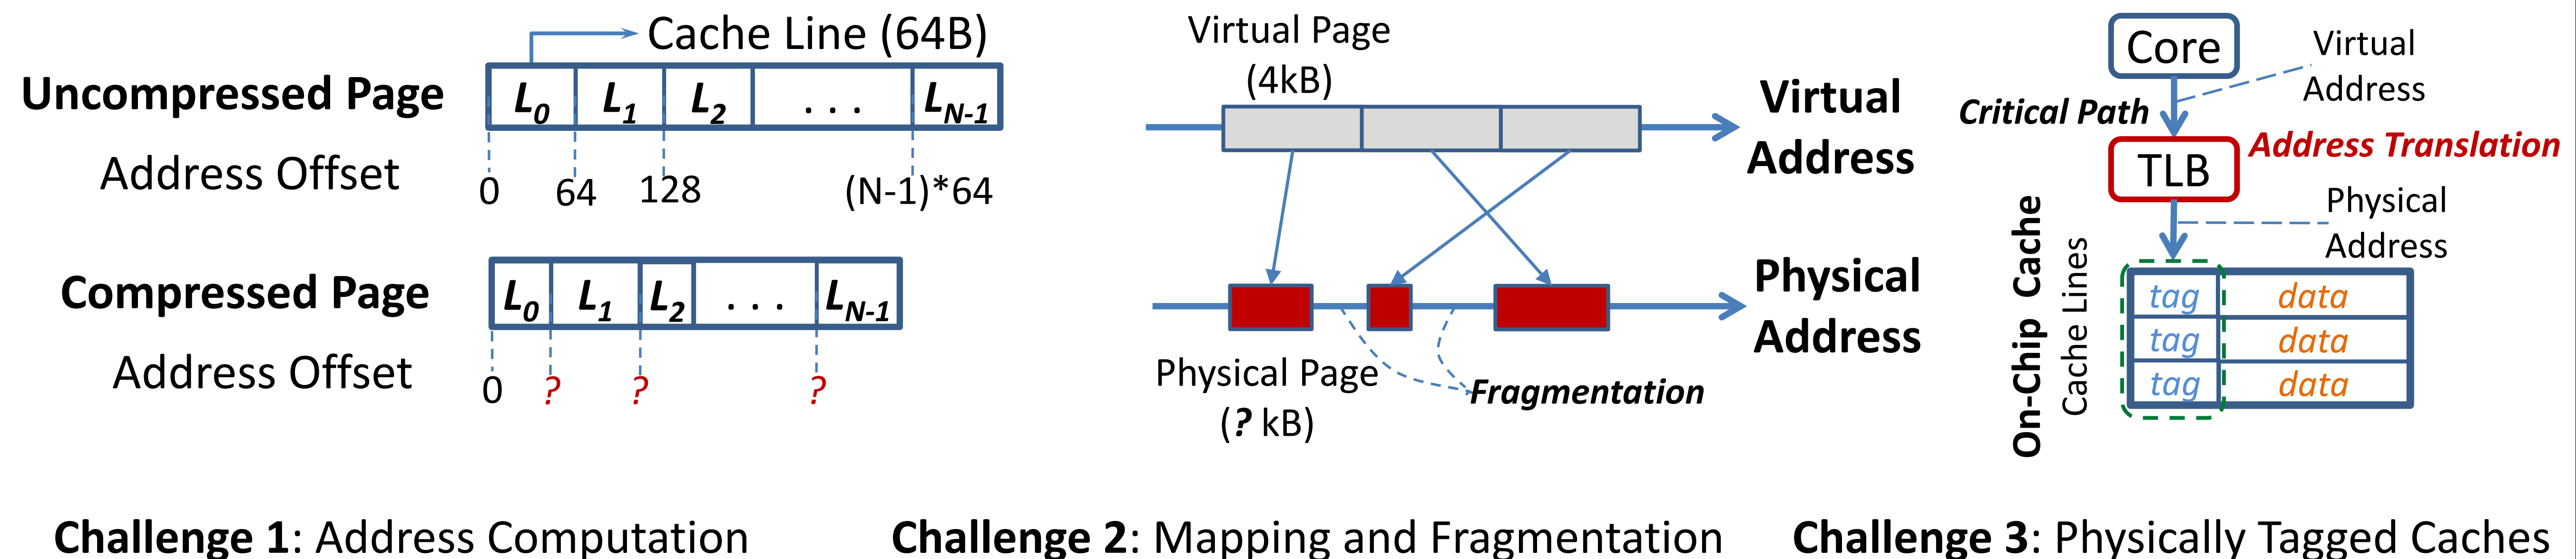 Cache Line (64B)
Uncompressed Page
L0 L1 L2 . . . LN-1
Address Offset
0 64 128 (N-1)*64
Compressed Page
L0 L1 L2 . . . LN-1
Address Offset
0 ? ? ?
Challenge 1: Address Computation
Virtual Page
(4kB)
Virtual
Address
Physical
Address
Physical Page
(? kB)
Fragmentation
Challenge 2: Mapping and Fragmentation
Core
Virtual
Address
Critical Path
Address Translation
TLB
Physical
Address
On-Chip Cache
Cache Lines
tag data
tag data
tag data
Challenge 3: Physically Tagged Caches